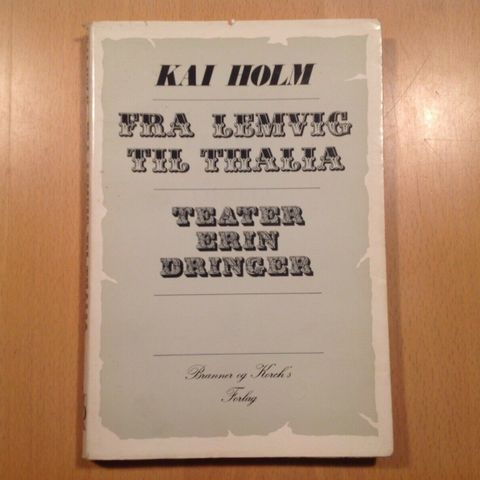 KAI HOLM
FRA LEMVIG
TIL THALIA
TEATER
ERIN
DRINGER
Branner og Korch's
Forlag